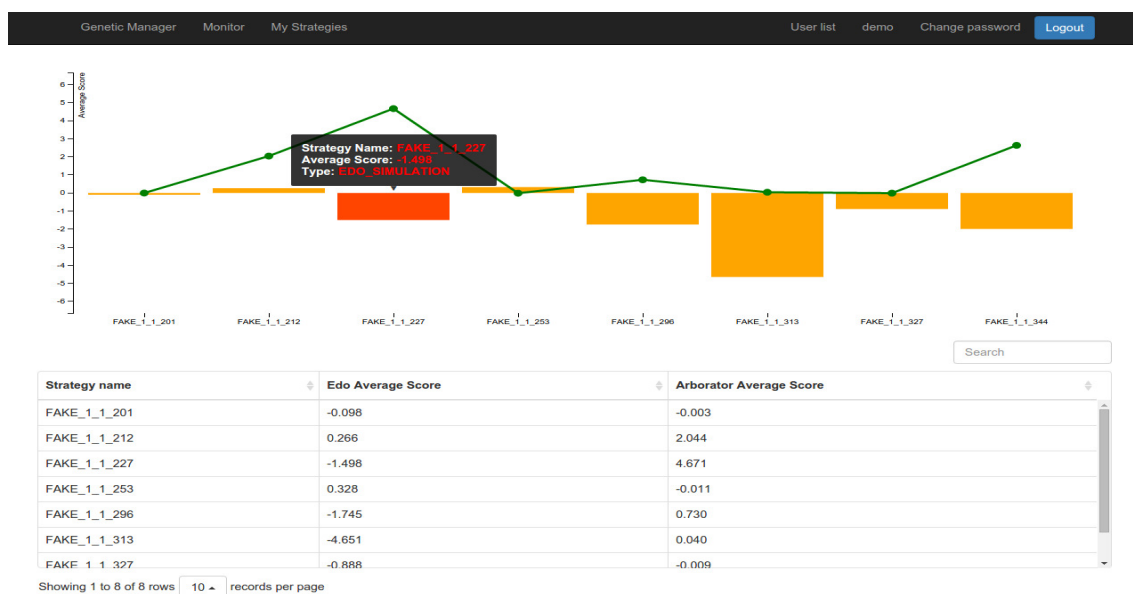 Genetic Manager Monitor My Strategies User list demo Change password Logout
Average Score
6
5
4
3
2
1
0
-1
-2
-3
-4
-5
-6
Strategy Name: FAKE_1_1_227
Average Score: -1.498
Type: EDO_SIMULATION
FAKE_1_1_201 FAKE_1_1_212 FAKE_1_1_227 FAKE_1_1_253 FAKE_1_1_296 FAKE_1_1_313 FAKE_1_1_327 FAKE_1_1_344
Search
Strategy name Edo Average Score Arborator Average Score
FAKE_1_1_201 -0.098 -0.003
FAKE_1_1_212 0.266 2.044
FAKE_1_1_227 -1.498 4.671
FAKE_1_1_253 0.328 -0.011
FAKE_1_1_296 -1.745 0.730
FAKE_1_1_313 -4.651 0.040
FAKE_1_1_327 -0.888 -0.009
Showing 1 to 8 of 8 rows 10 records per page